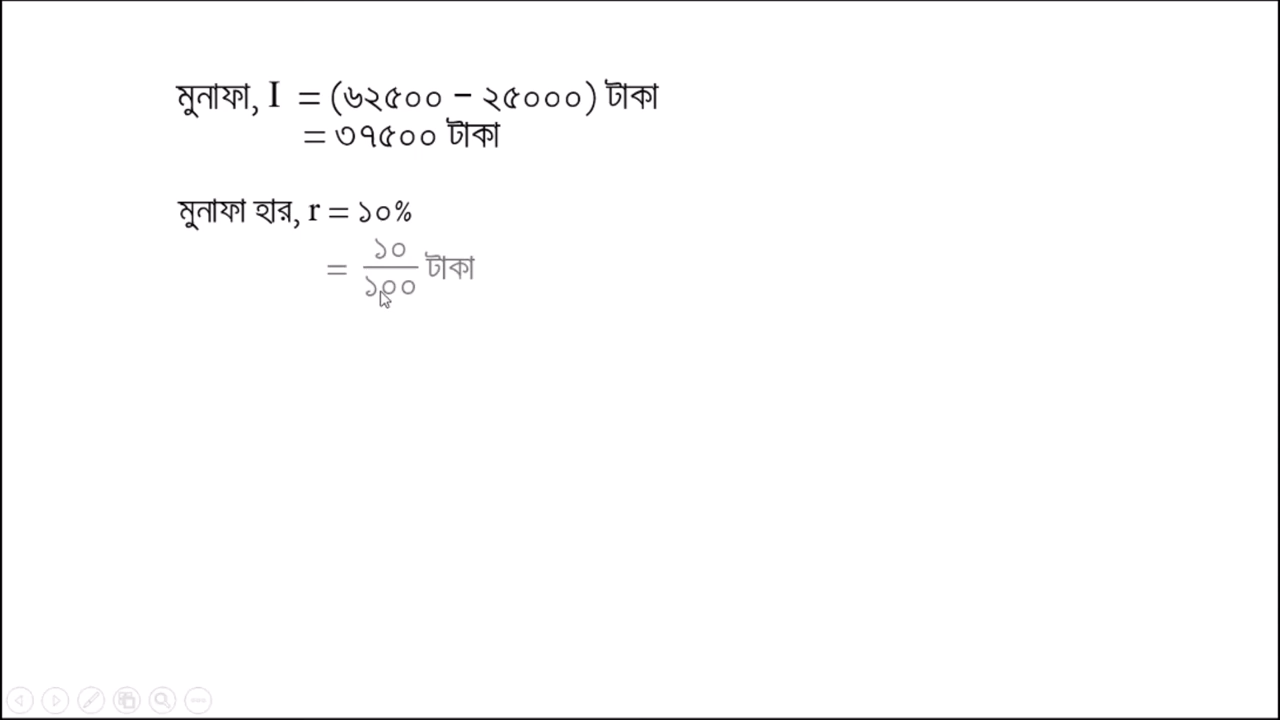 মুনাফা, I = (৬২৫০০ − ২৫০০০) টাকা
= ৩৭৫০০ টাকা
মুনাফা হার, r = ১০%
= ১০/১০০ টাকা